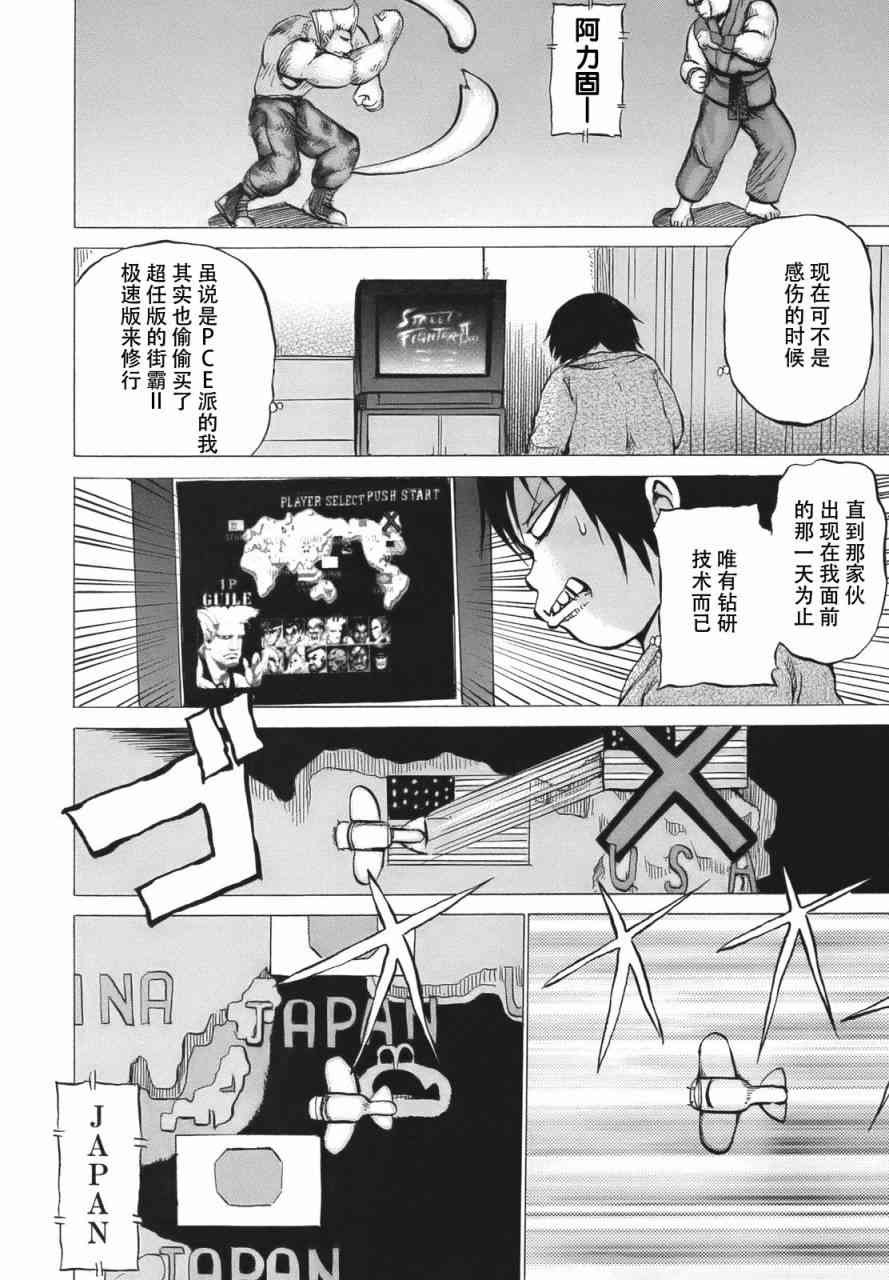 阿力固—
现在可不是
感伤的时候
STREET
FIGHTER II
虽说是PCE派的我
其实也偷偷买了
超任版的街霸II
极速版来修行
直到那家伙
出现在我面前
的那一天为止
唯有钻研
技术而已
PLAYER SELECT PUSH START
1P
GUILE
ゴ
USA
INA
JAPAN
U
JAPAN
JAPAN